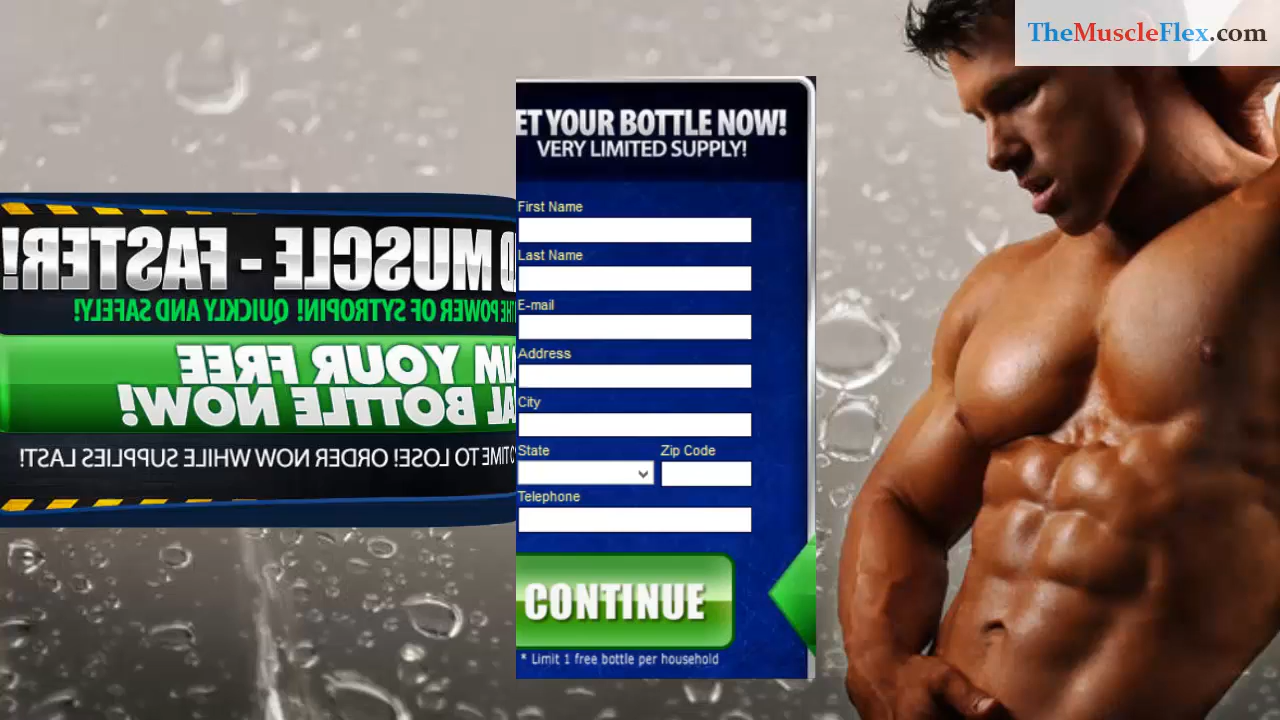 TheMuscleFlex.com
ET YOUR BOTTLE NOW!
VERY LIMITED SUPPLY!
First Name
Last Name
E-mail
Address
City
State
Zip Code
Telephone
CONTINUE
* Limit 1 free bottle per household
MUSCLE - FASTER!
THE POWER OF SYTROPIN! QUICKLY AND SAFELY!
IM YOUR FREE
AL BOTTLE NOW!
TIME TO LOSE! ORDER NOW WHILE SUPPLIES LAST!